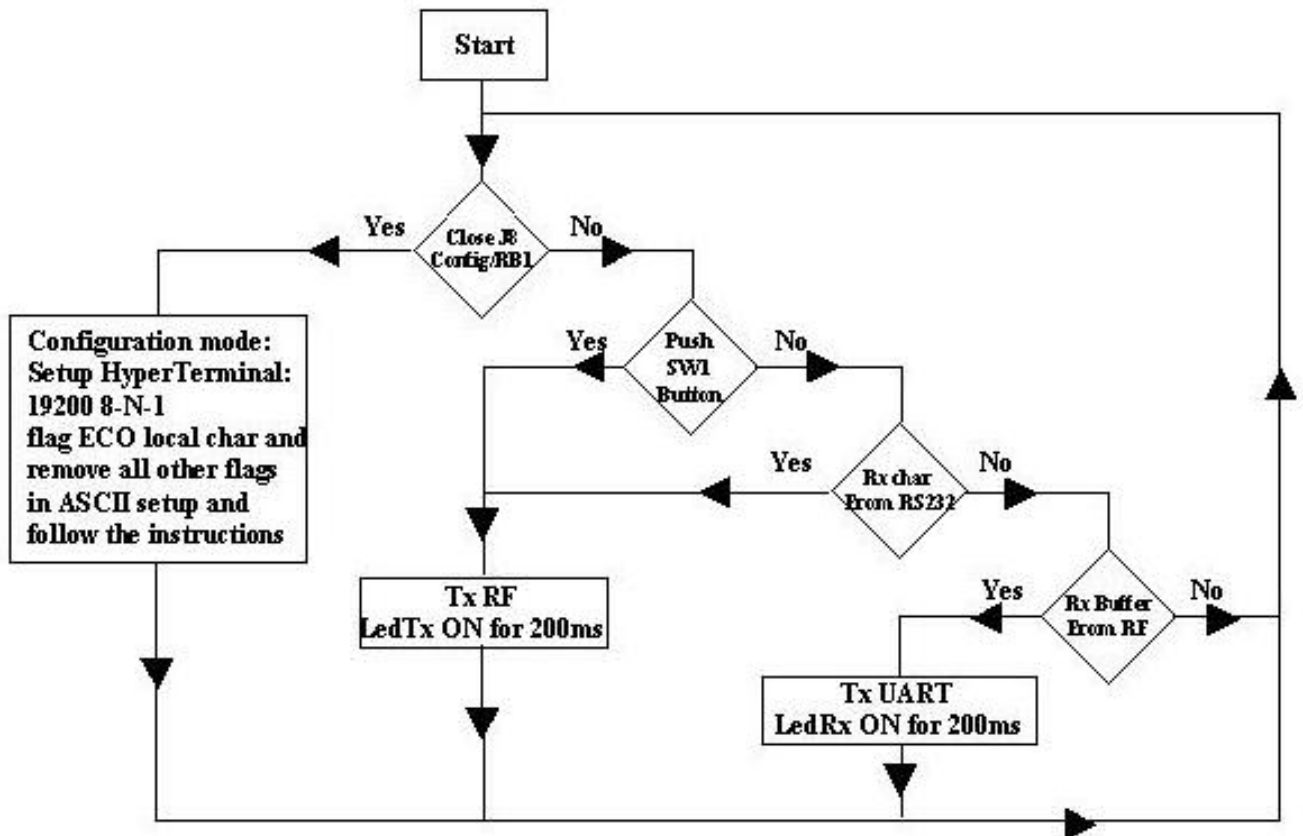 Start
Yes
No
Close J8
Config/RB1
Configuration mode:
Setup HyperTerminal:
19200 8-N-1
flag ECO local char and
remove all other flags
in ASCII setup and
follow the instructions
Yes
No
Push
SW1
Button
Yes
No
Rx char
From RS232
Tx RF
LedTx ON for 200ms
Yes
No
Rx Buffer
From RF
Tx UART
LedRx ON for 200ms